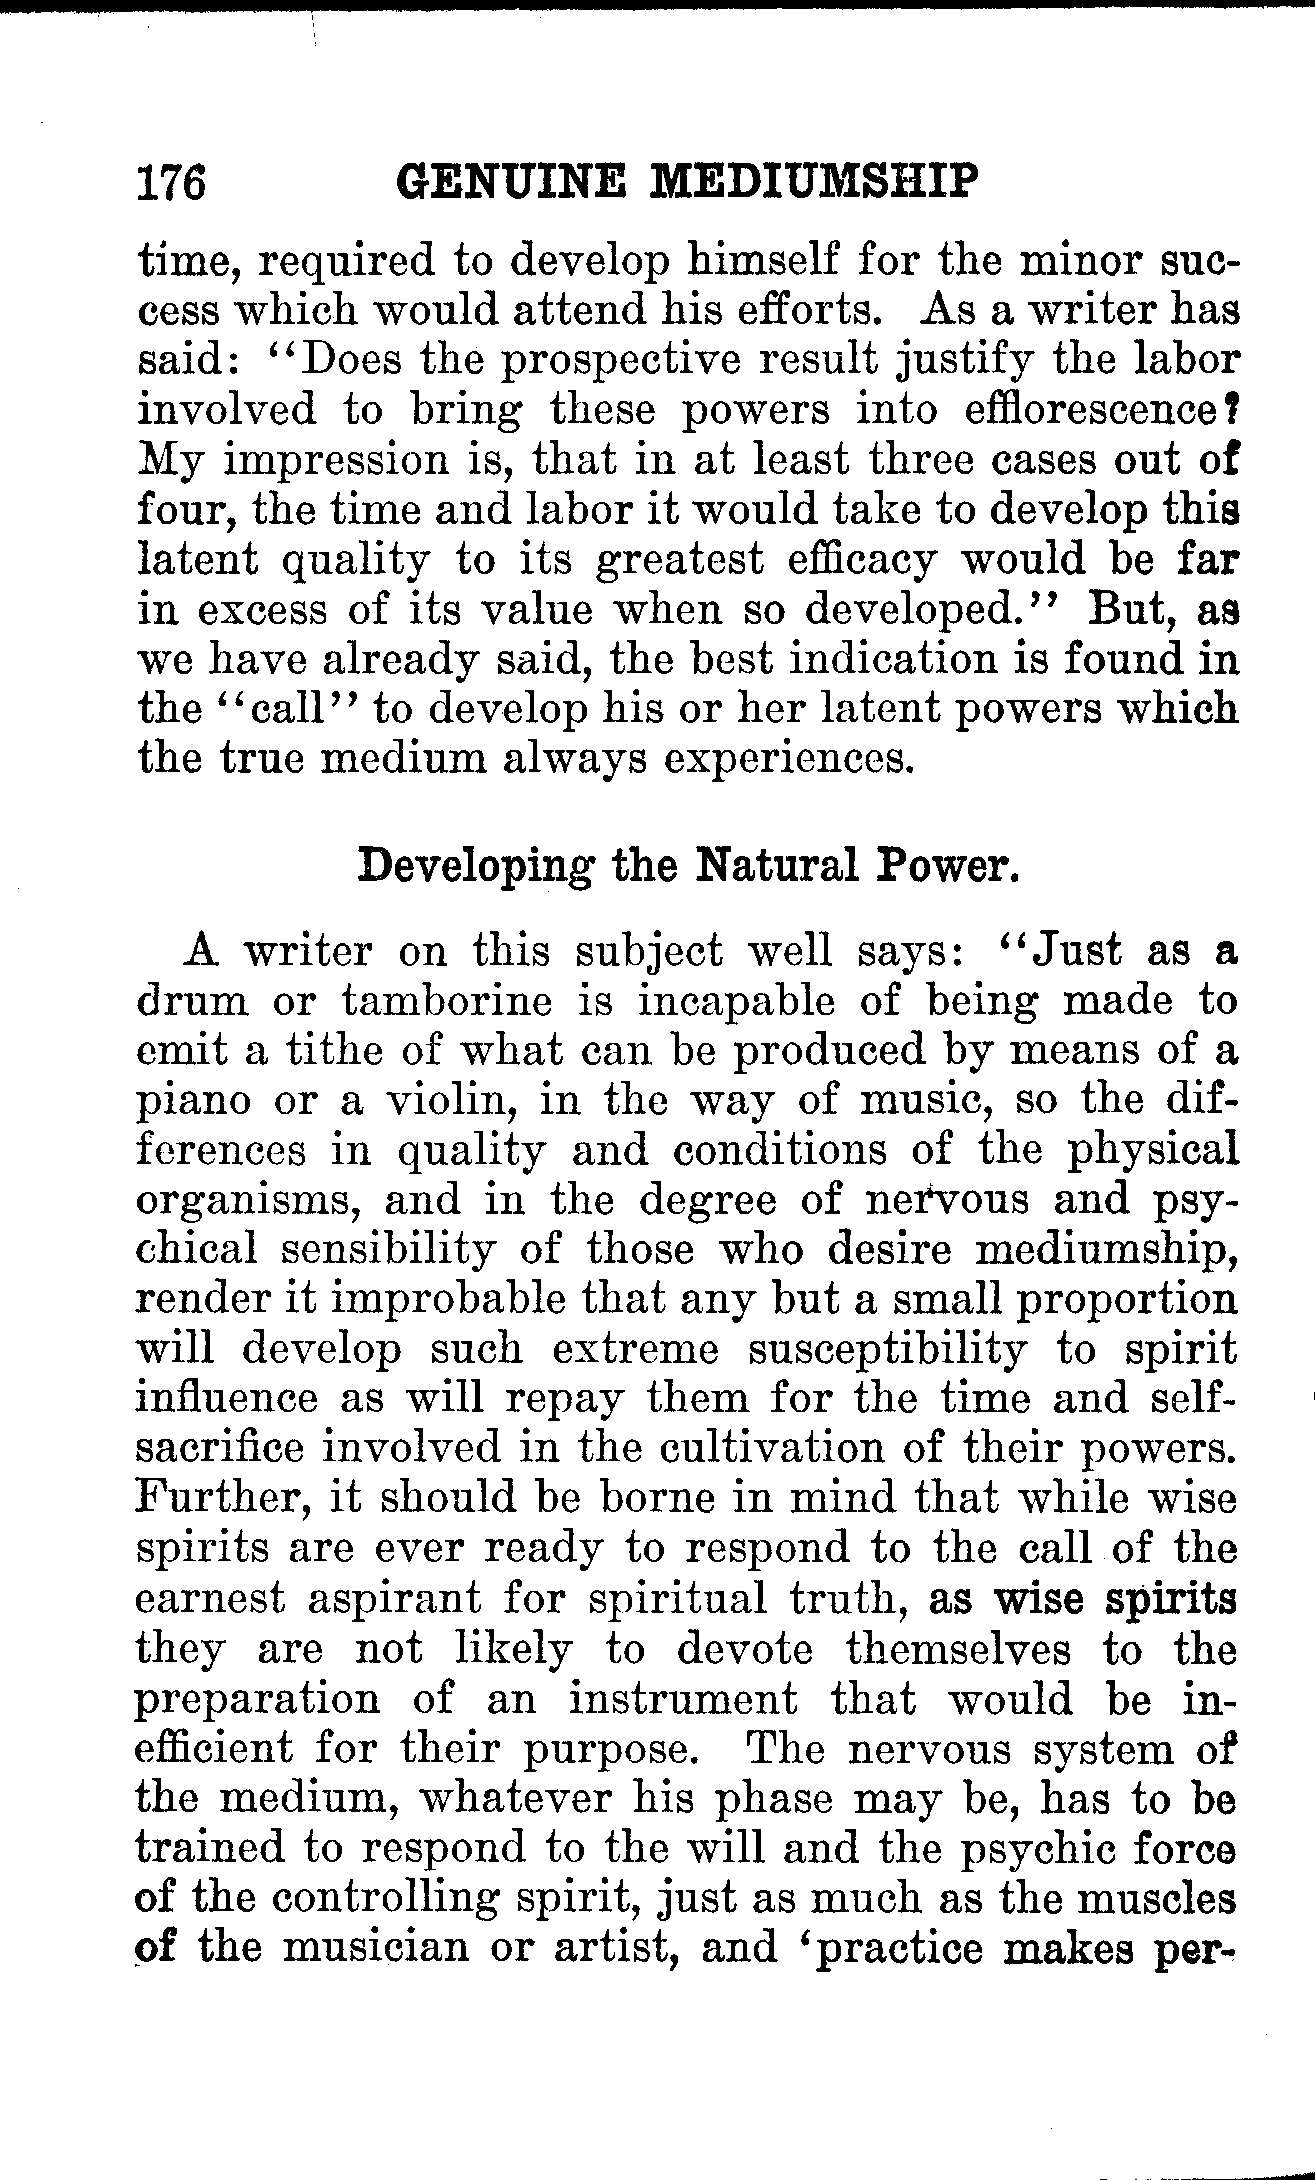 176 GENUINE MEDIUMSHIP
time, required to develop himself for the minor suc-
cess which would attend his efforts. As a writer has
said: "Does the prospective result justify the labor
involved to bring these powers into efflorescence?
My impression is, that in at least three cases out of
four, the time and labor it would take to develop this
latent quality to its greatest efficacy would be far
in excess of its value when so developed." But, as
we have already said, the best indication is found in
the "call" to develop his or her latent powers which
the true medium always experiences.
Developing the Natural Power.
A writer on this subject well says: "Just as a
drum or tamborine is incapable of being made to
emit a tithe of what can be produced by means of a
piano or a violin, in the way of music, so the dif-
ferences in quality and conditions of the physical
organisms, and in the degree of nervous and psy-
chical sensibility of those who desire mediumship,
render it improbable that any but a small proportion
will develop such extreme susceptibility to spirit
influence as will repay them for the time and self-
sacrifice involved in the cultivation of their powers.
Further, it should be borne in mind that while wise
spirits are ever ready to respond to the call of the
earnest aspirant for spiritual truth, as wise spirits
they are not likely to devote themselves to the
preparation of an instrument that would be in-
efficient for their purpose. The nervous system of
the medium, whatever his phase may be, has to be
trained to respond to the will and the psychic force
of the controlling spirit, just as much as the muscles
of the musician or artist, and 'practice makes per-